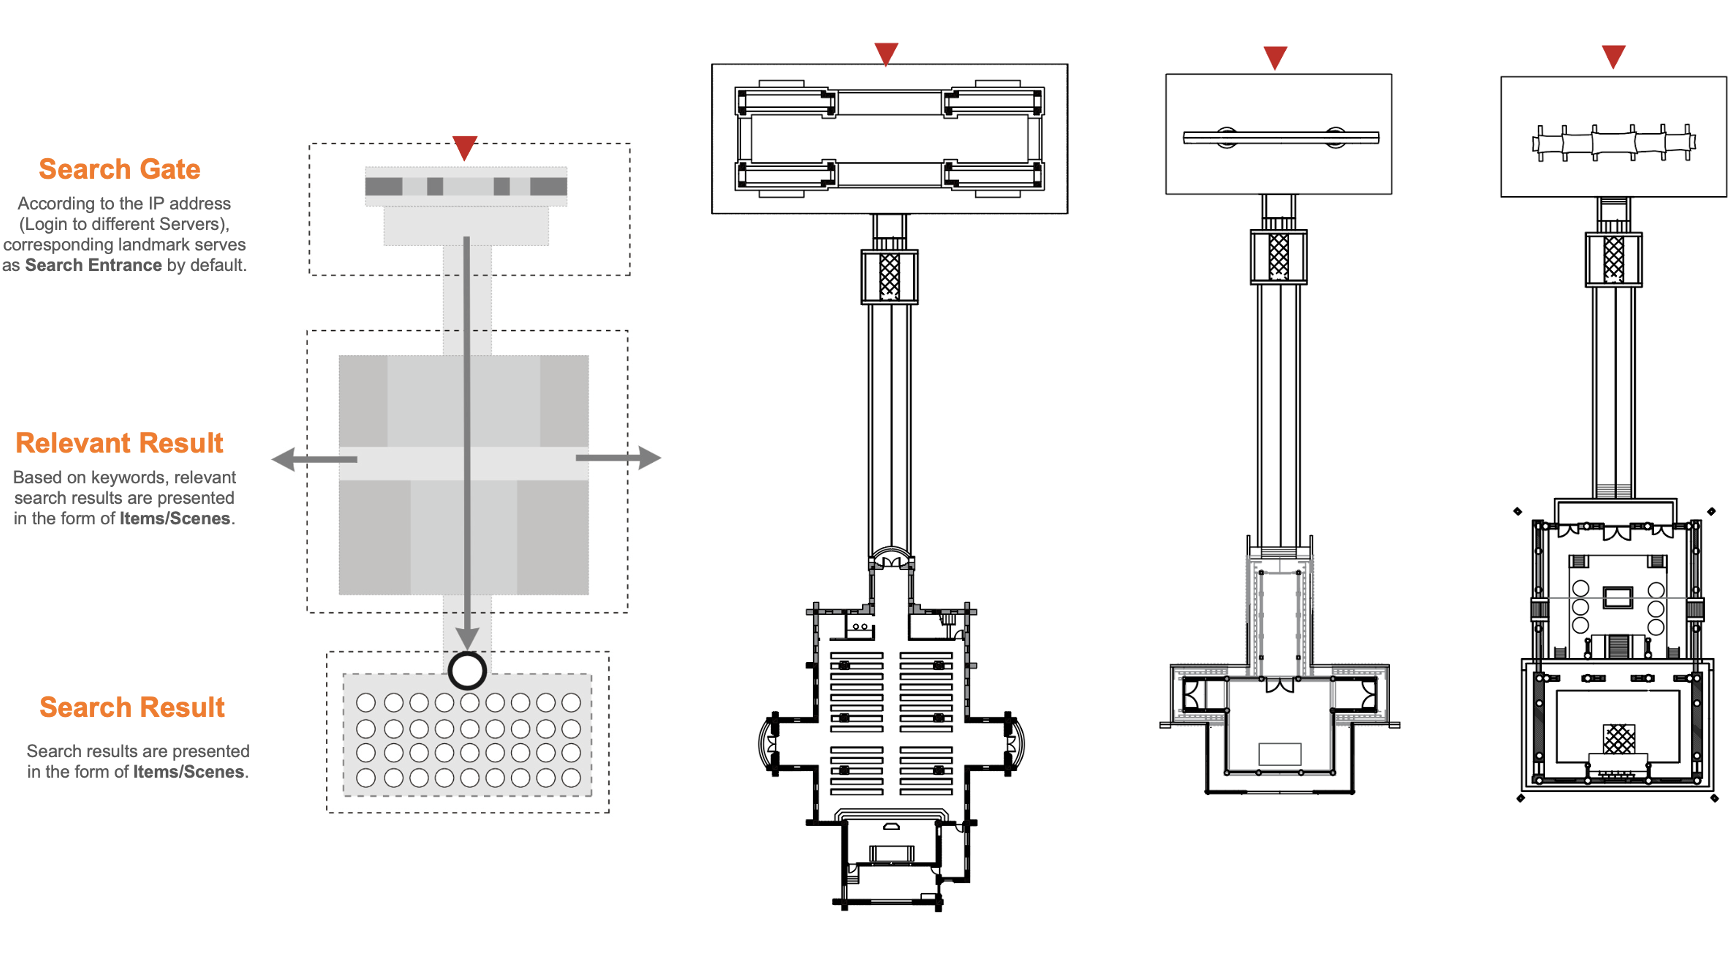 Search Gate
According to the IP address
(Login to different Servers),
corresponding landmark serves
as Search Entrance by default.
Relevant Result
Based on keywords, relevant
search results are presented
in the form of Items/Scenes.
Search Result
Search results are presented
in the form of Items/Scenes.